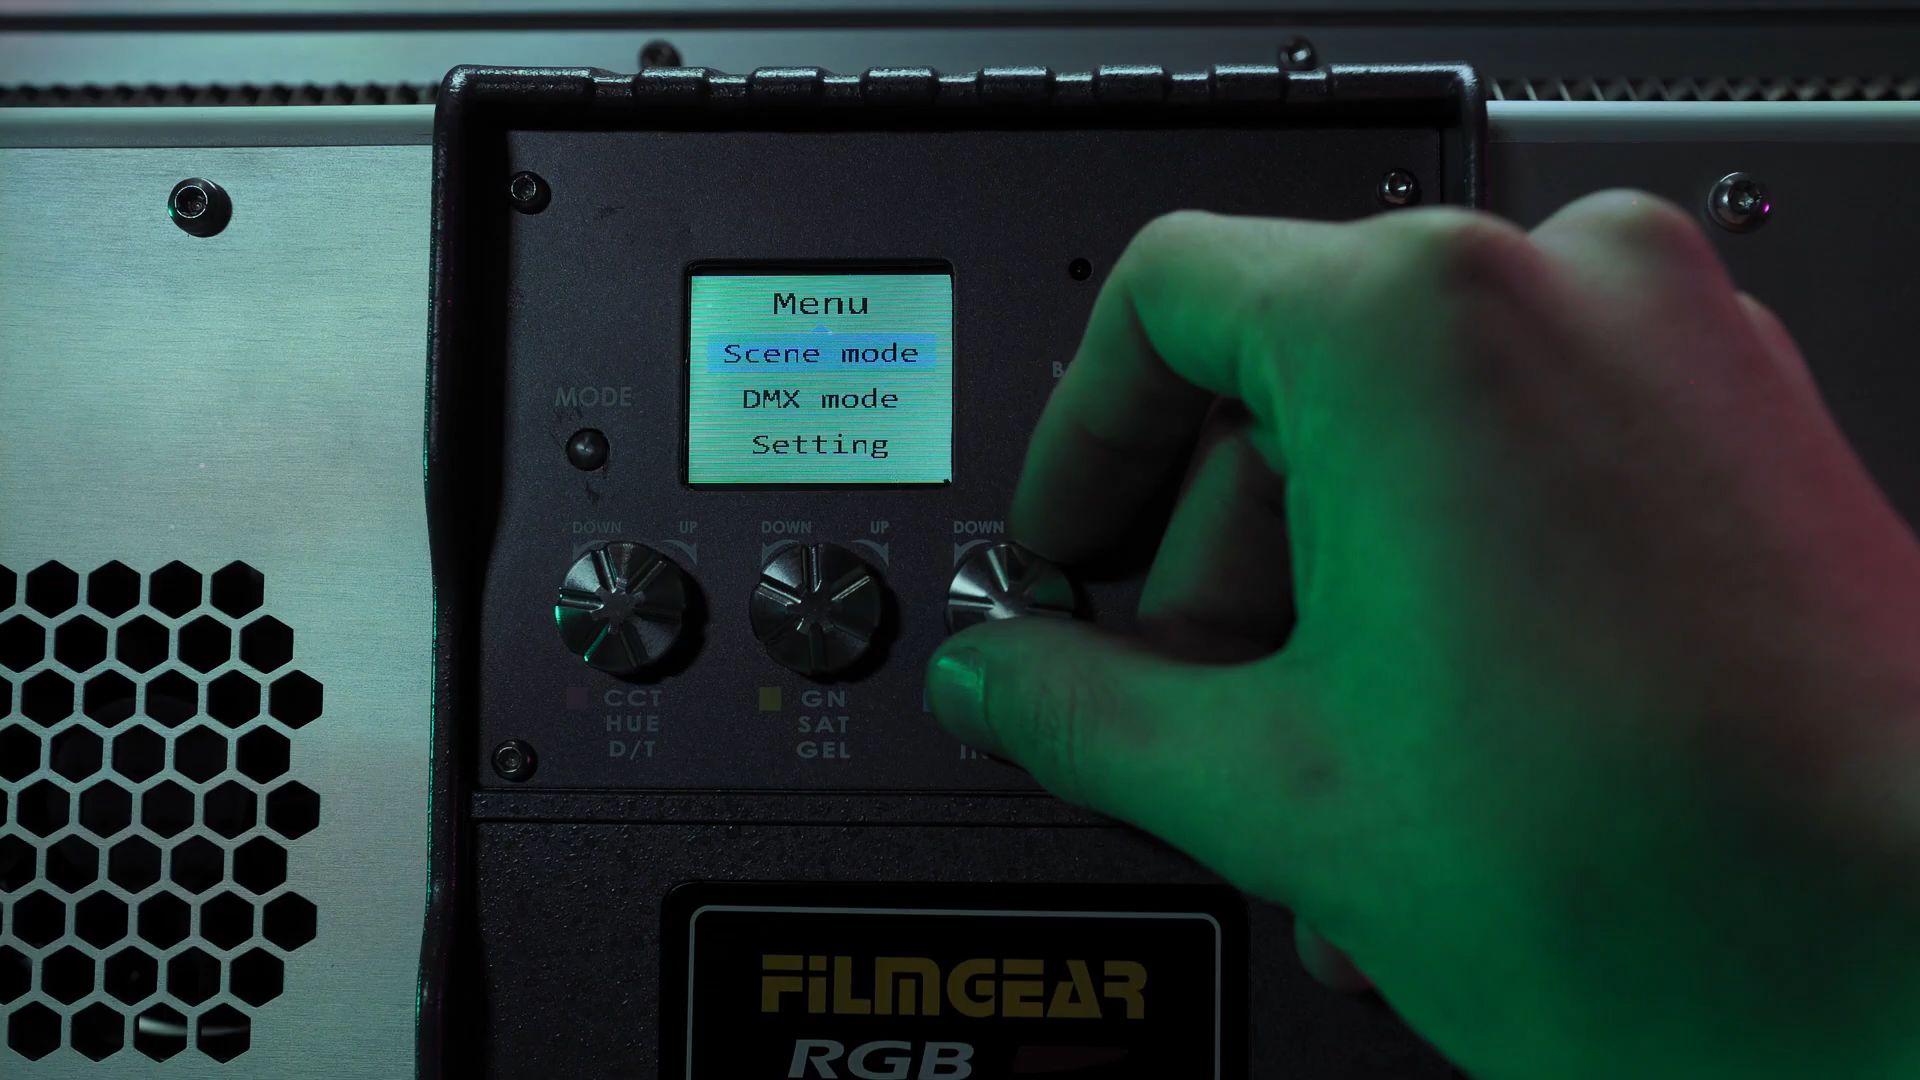 Menu
Scene mode
DMX mode
Setting
MODE
DOWN UP
DOWN UP
DOWN
CCT
HUE
D/T
GN
SAT
GEL
FILMGEAR
RGB